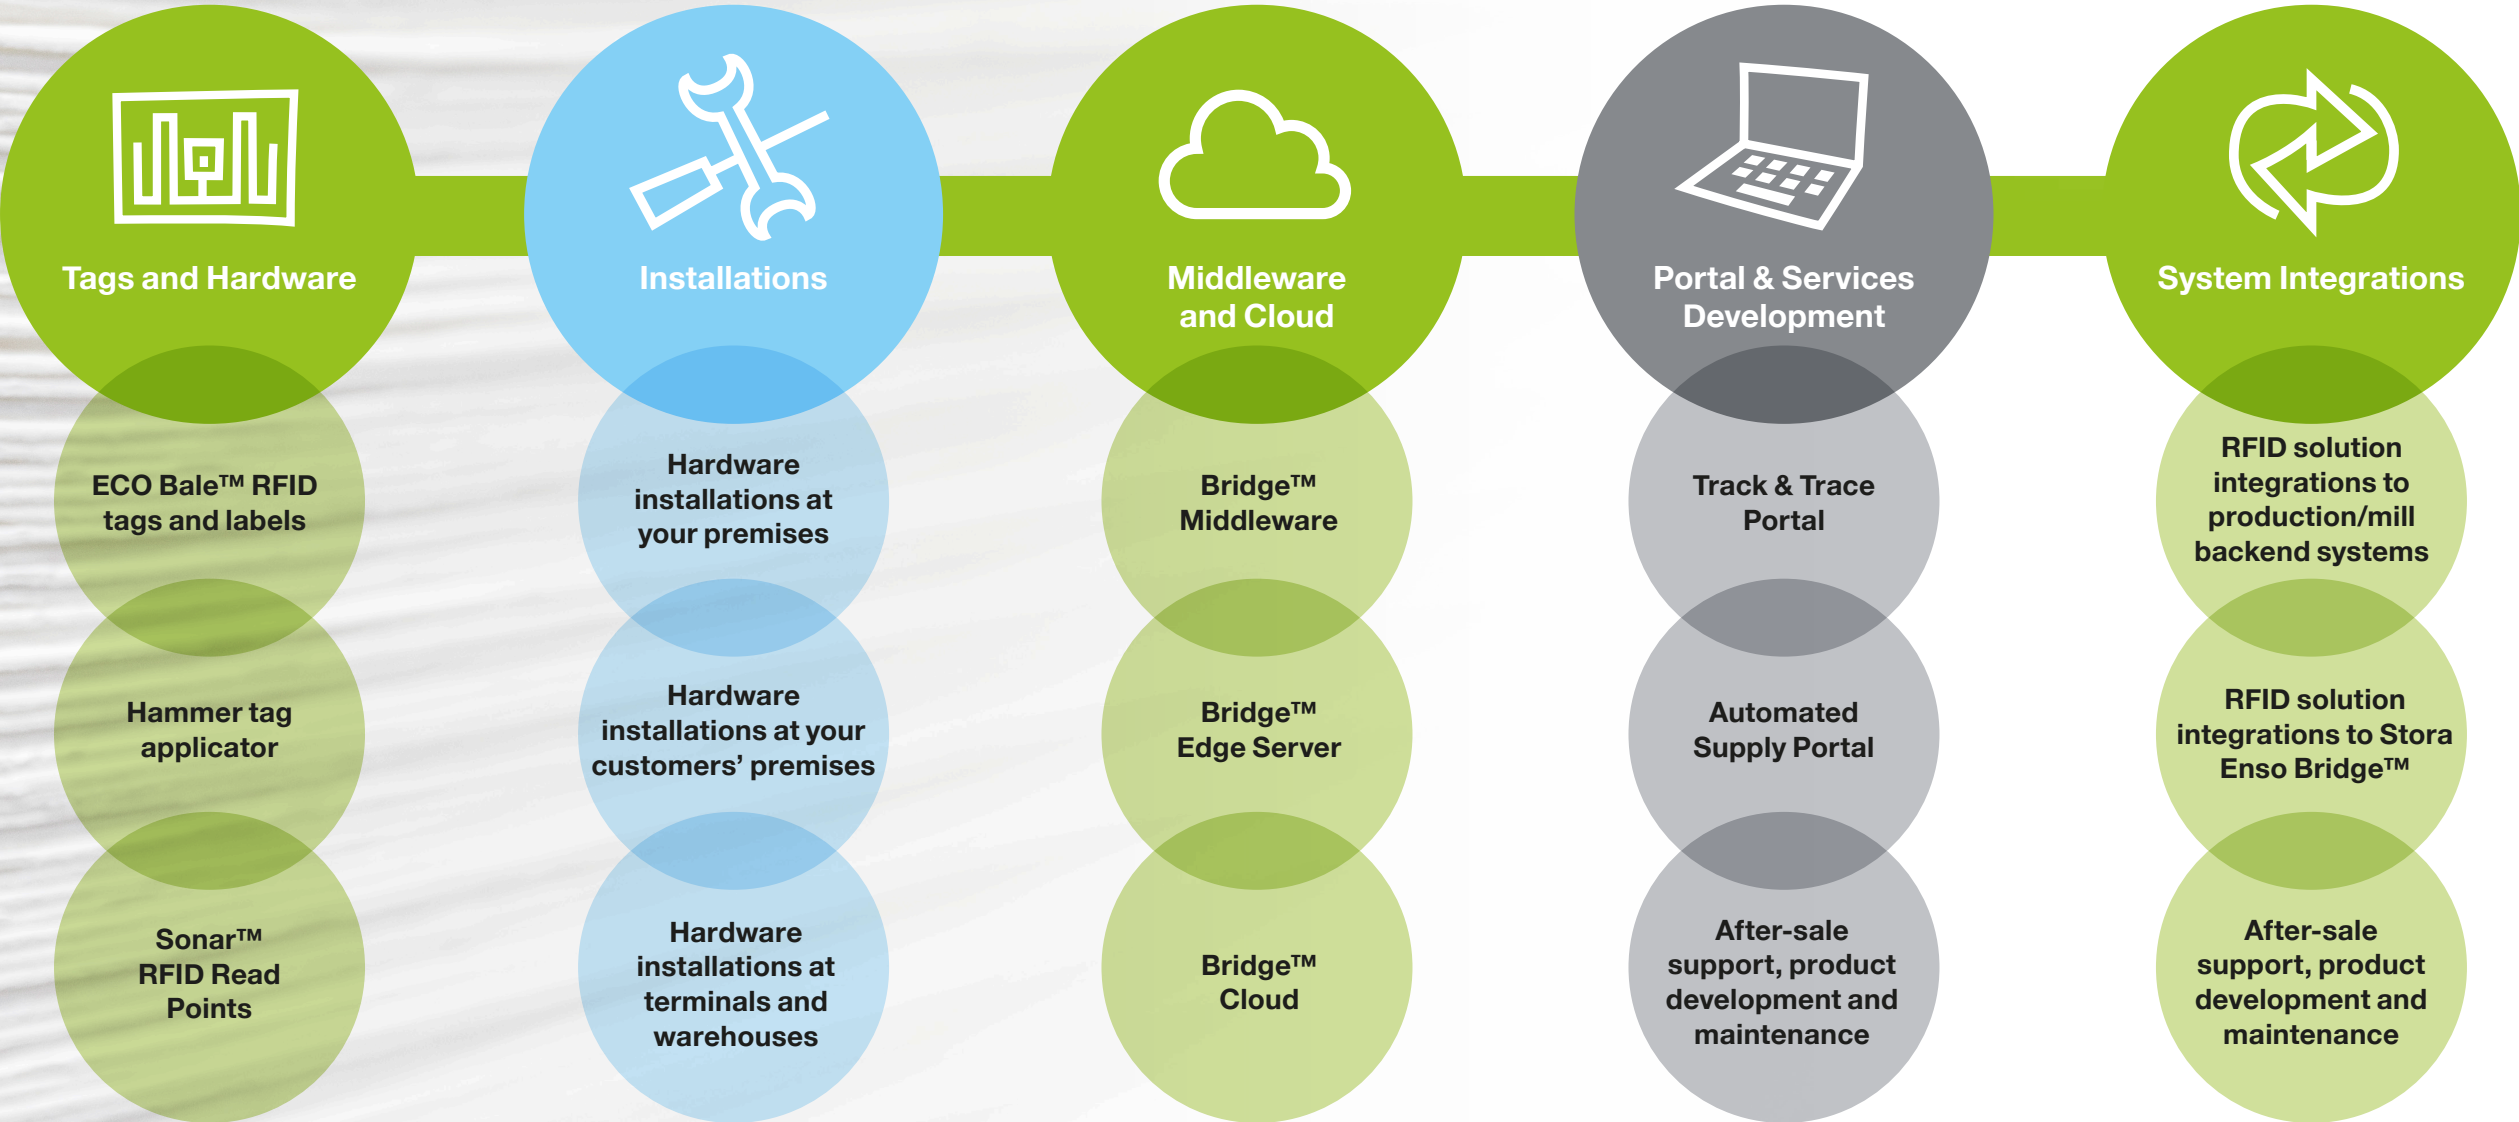 Tags and Hardware
ECO Bale™ RFID
tags and labels
Hammer tag
applicator
Sonar™
RFID Read
Points
Installations
Hardware
installations at
your premises
Hardware
installations at your
customers’ premises
Hardware
installations at
terminals and
warehouses
Middleware
and Cloud
Bridge™
Middleware
Bridge™
Edge Server
Bridge™
Cloud
Portal & Services
Development
Track & Trace
Portal
Automated
Supply Portal
After-sale
support, product
development and
maintenance
System Integrations
RFID solution
integrations to
production/mill
backend systems
RFID solution
integrations to Stora
Enso Bridge™
After-sale
support, product
development and
maintenance